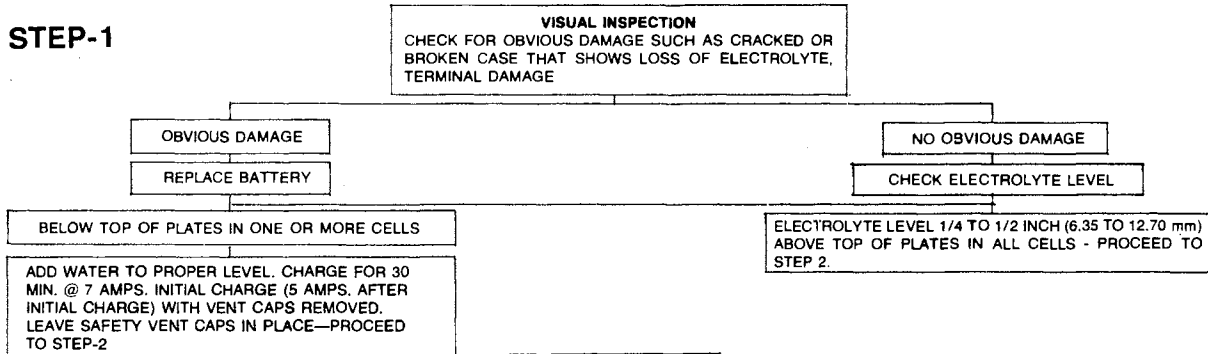 STEP-1
VISUAL INSPECTION
CHECK FOR OBVIOUS DAMAGE SUCH AS CRACKED OR
BROKEN CASE THAT SHOWS LOSS OF ELECTROLYTE,
TERMINAL DAMAGE
OBVIOUS DAMAGE
NO OBVIOUS DAMAGE
REPLACE BATTERY
CHECK ELECTROLYTE LEVEL
BELOW TOP OF PLATES IN ONE OR MORE CELLS
ELECTROLYTE LEVEL 1/4 TO 1/2 INCH (6.35 TO 12.70 mm)
ABOVE TOP OF PLATES IN ALL CELLS - PROCEED TO
STEP 2.
ADD WATER TO PROPER LEVEL. CHARGE FOR 30
MIN. @ 7 AMPS. INITIAL CHARGE (5 AMPS. AFTER
INITIAL CHARGE) WITH VENT CAPS REMOVED.
LEAVE SAFETY VENT CAPS IN PLACE—PROCEED
TO STEP-2